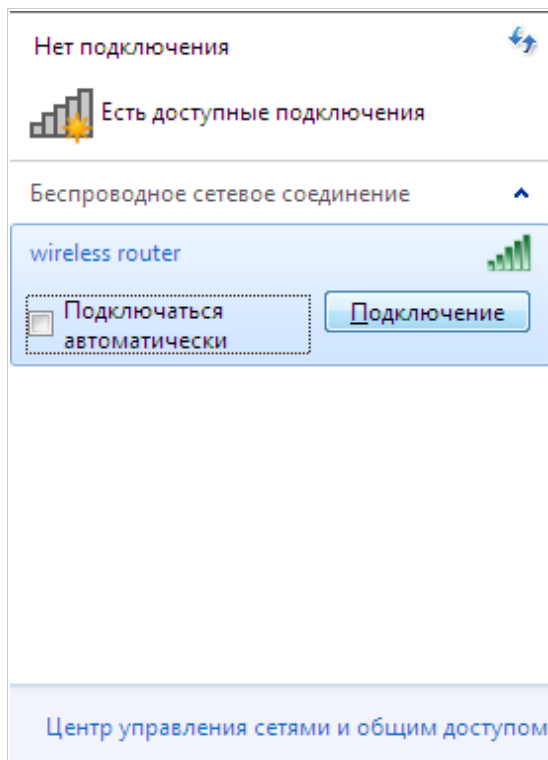 Нет подключения
Есть доступные подключения
Беспроводное сетевое соединение
wireless router
Подключаться
автоматически
Подключение
Центр управления сетями и общим доступом